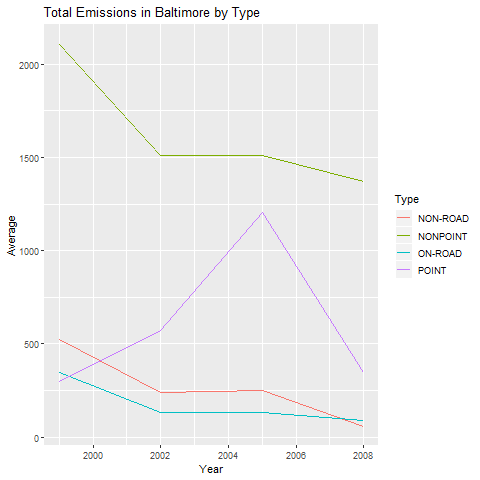 Total Emissions in Baltimore by Type
2000
1500
1000
500
0
Average
2000
2002
2004
2006
2008
Year
Type
NON-ROAD
NONPOINT
ON-ROAD
POINT